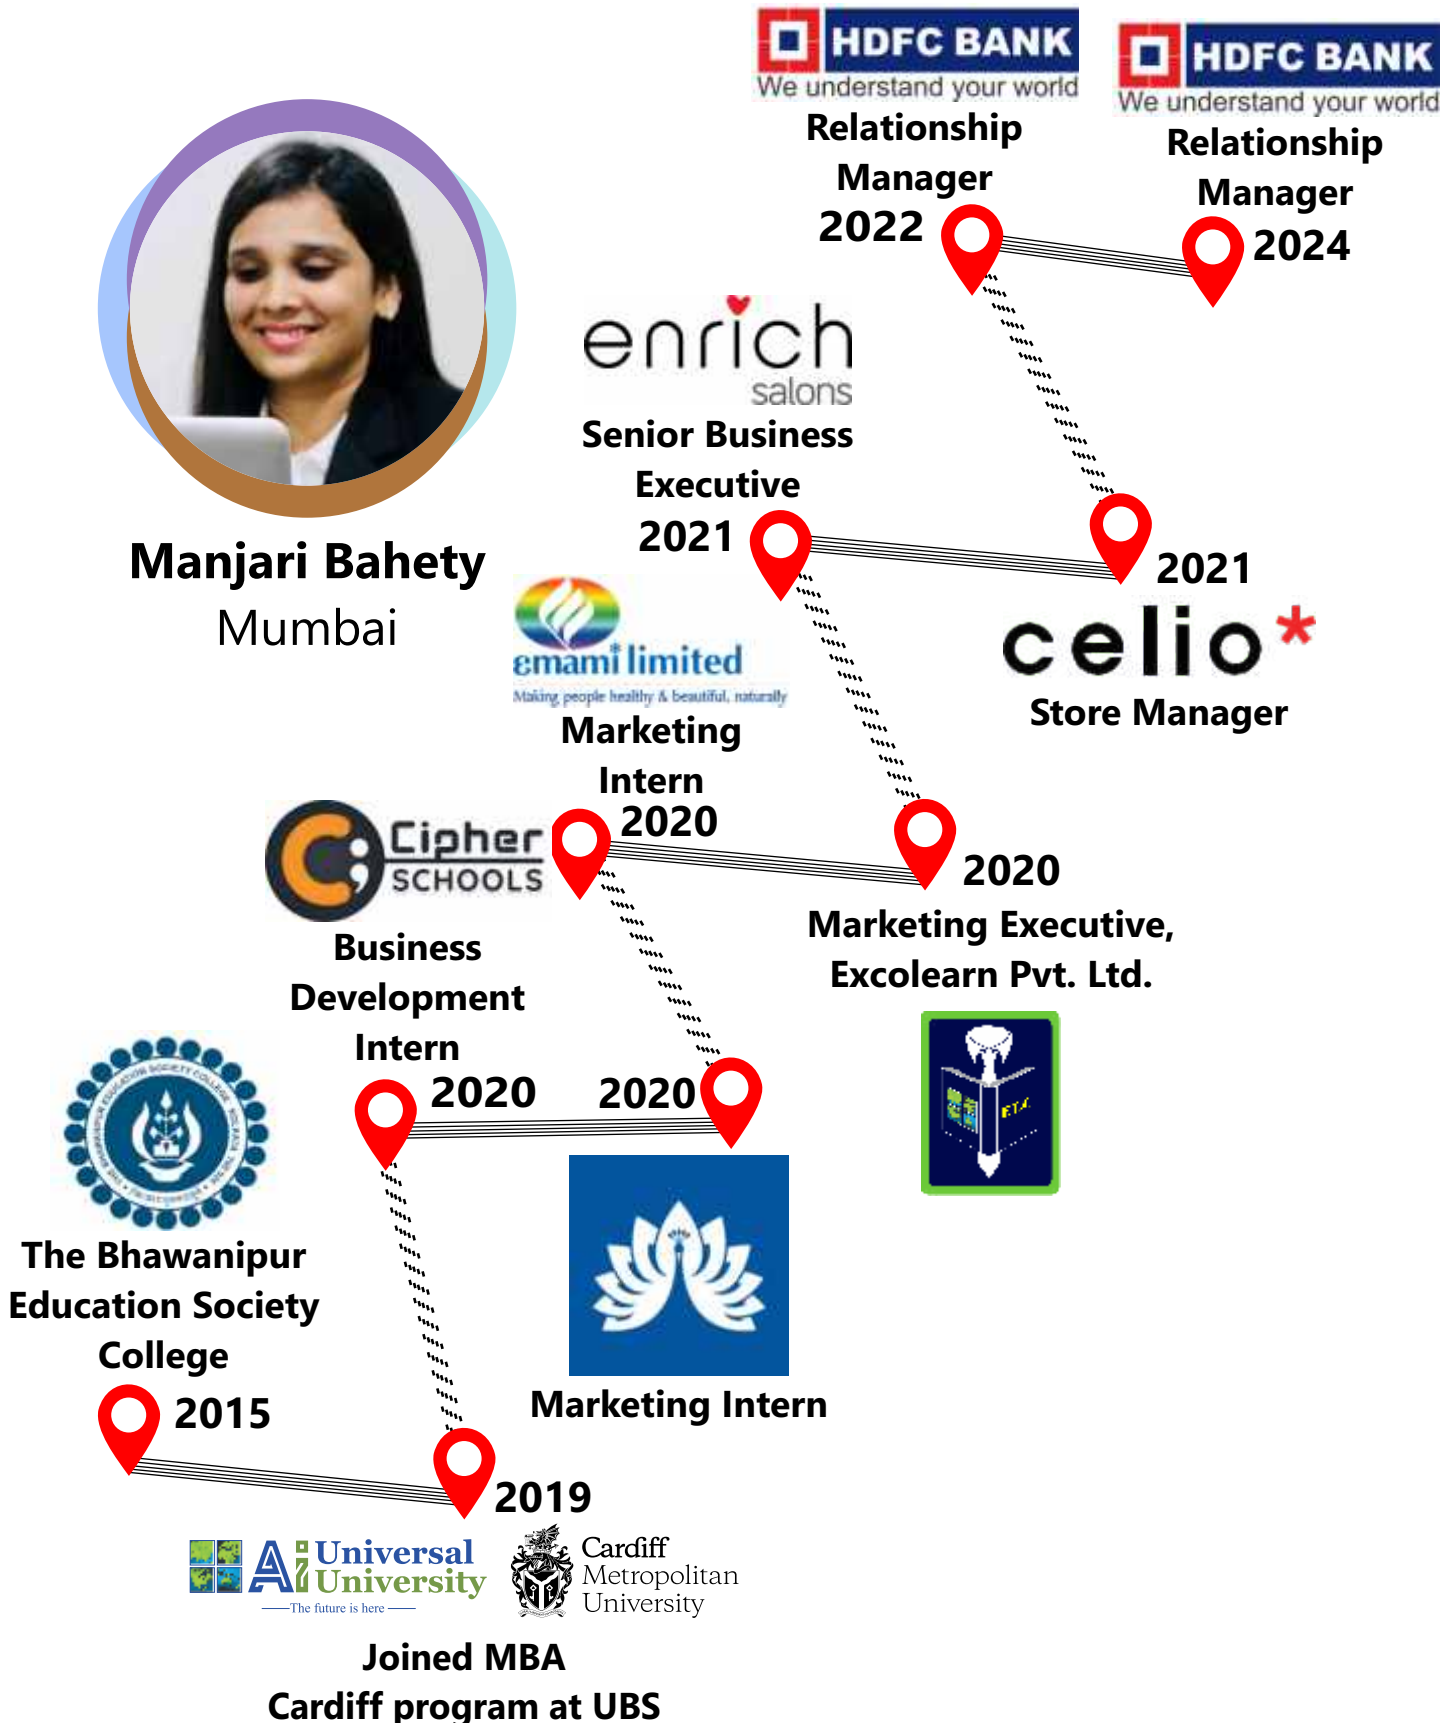 HDFC BANK
We understand your world
Relationship
Manager
2022
HDFC BANK
We understand your world
Relationship
Manager
2024
enrich
salons
Senior Business
Executive
2021
2021
celio*
Store Manager
Manjari Bahety
Mumbai
emami limited
Making people healthy & beautiful, naturally
Marketing
Intern
2020
2020
Marketing Executive,
Excolearn Pvt. Ltd.
Cipher
SCHOOLS
Business
Development
Intern
2020
2020
Marketing Intern
The Bhawanipur
Education Society
College
2015
2019
Ai Universal
University
The future is here
Cardiff
Metropolitan
University
Joined MBA
Cardiff program at UBS